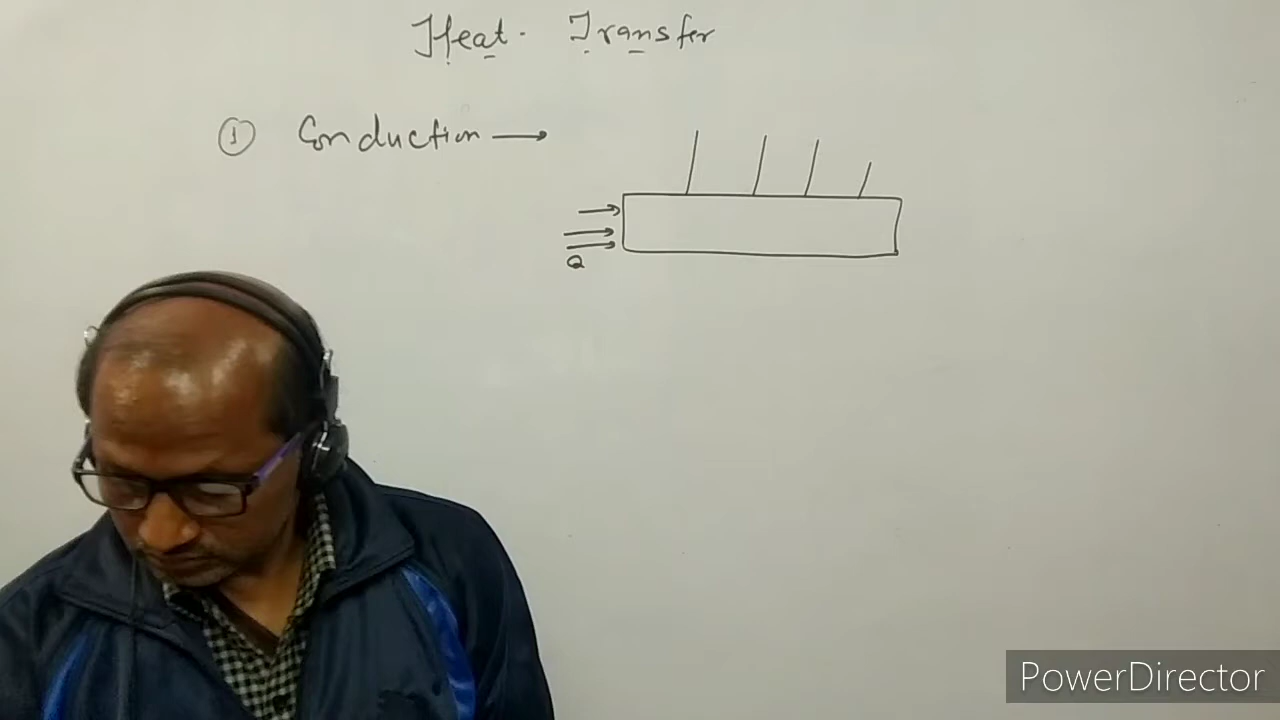 Heat. Transfer
① Conduction →
Q
PowerDirector